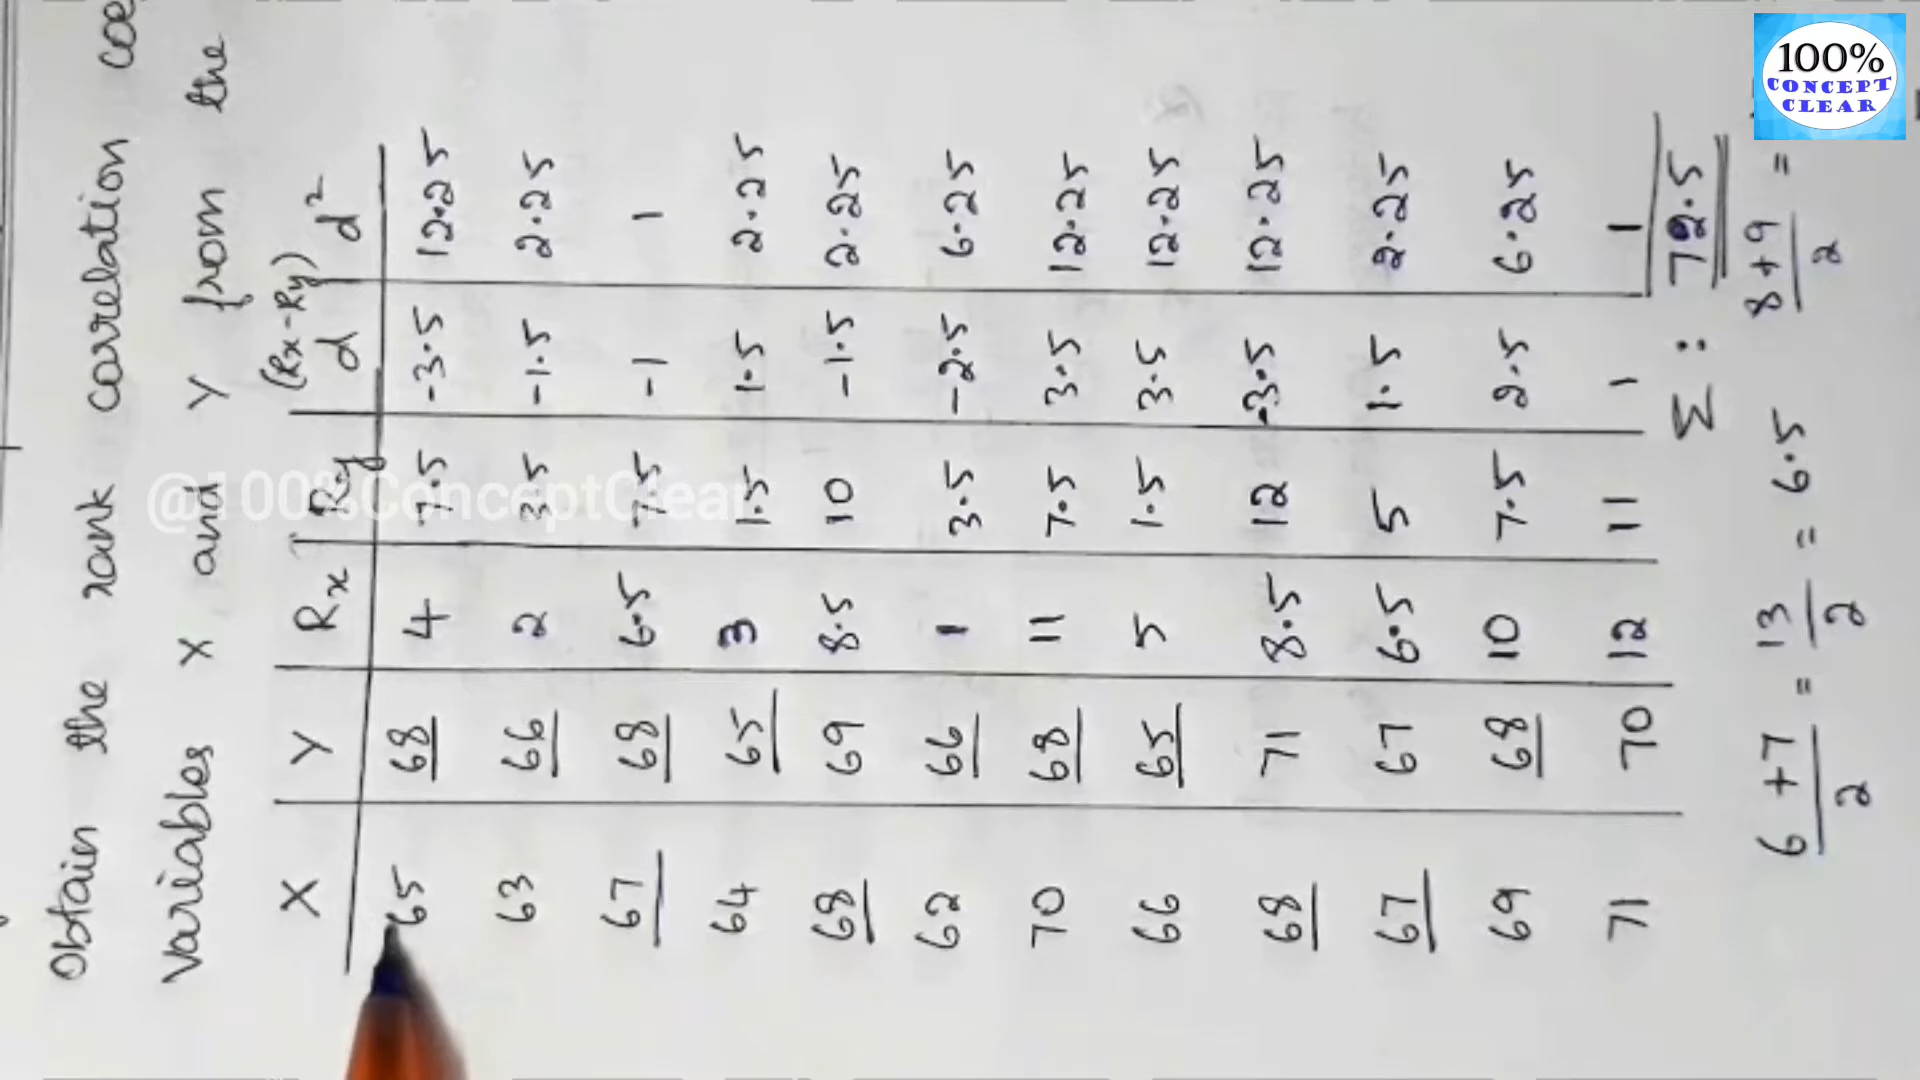 100%
CONCEPT
CLEAR
Obtain the rank correlation
variables X and Y from the
(Rx-Ry)
X Y Rx Ry d d²
65 68 4 7.5 -3.5 12.25
63 66 2 3.5 -1.5 2.25
67 68 6.5 7.5 -1 1
64 65 3 1.5 1.5 2.25
68 69 8.5 10 -1.5 2.25
62 66 1 3.5 -2.5 6.25
70 68 11 7.5 3.5 12.25
66 65 5 1.5 3.5 12.25
68 71 8.5 12 -3.5 12.25
67 67 6.5 5 1.5 2.25
69 68 10 7.5 2.5 6.25
71 70 12 11 1 1
Σ : 72.5
6+7/2 = 13/2 = 6.5 8+9/2 =
@100%ConceptClear